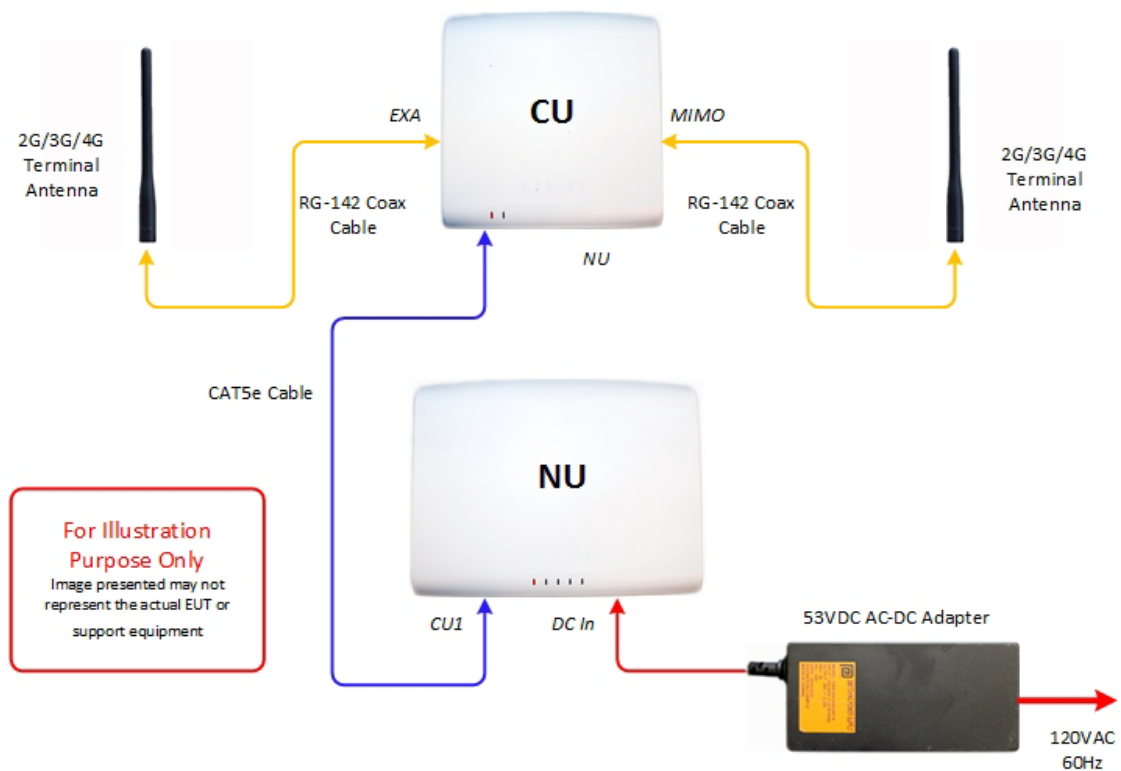 CU
EXA
MIMO
2G/3G/4G
Terminal
Antenna
2G/3G/4G
Terminal
Antenna
RG-142 Coax
Cable
RG-142 Coax
Cable
NU
CAT5e Cable
NU
For Illustration
Purpose Only
Image presented may not
represent the actual EUT or
support equipment
CU1
DC In
53VDC AC-DC Adapter
120VAC
60Hz